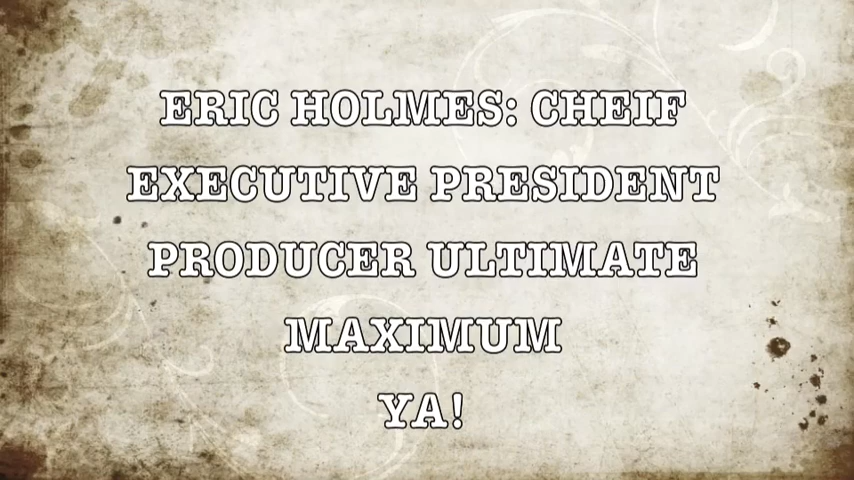 ERIC HOLMES: CHEIF
EXECUTIVE PRESIDENT
PRODUCER ULTIMATE
MAXIMUM
YA!